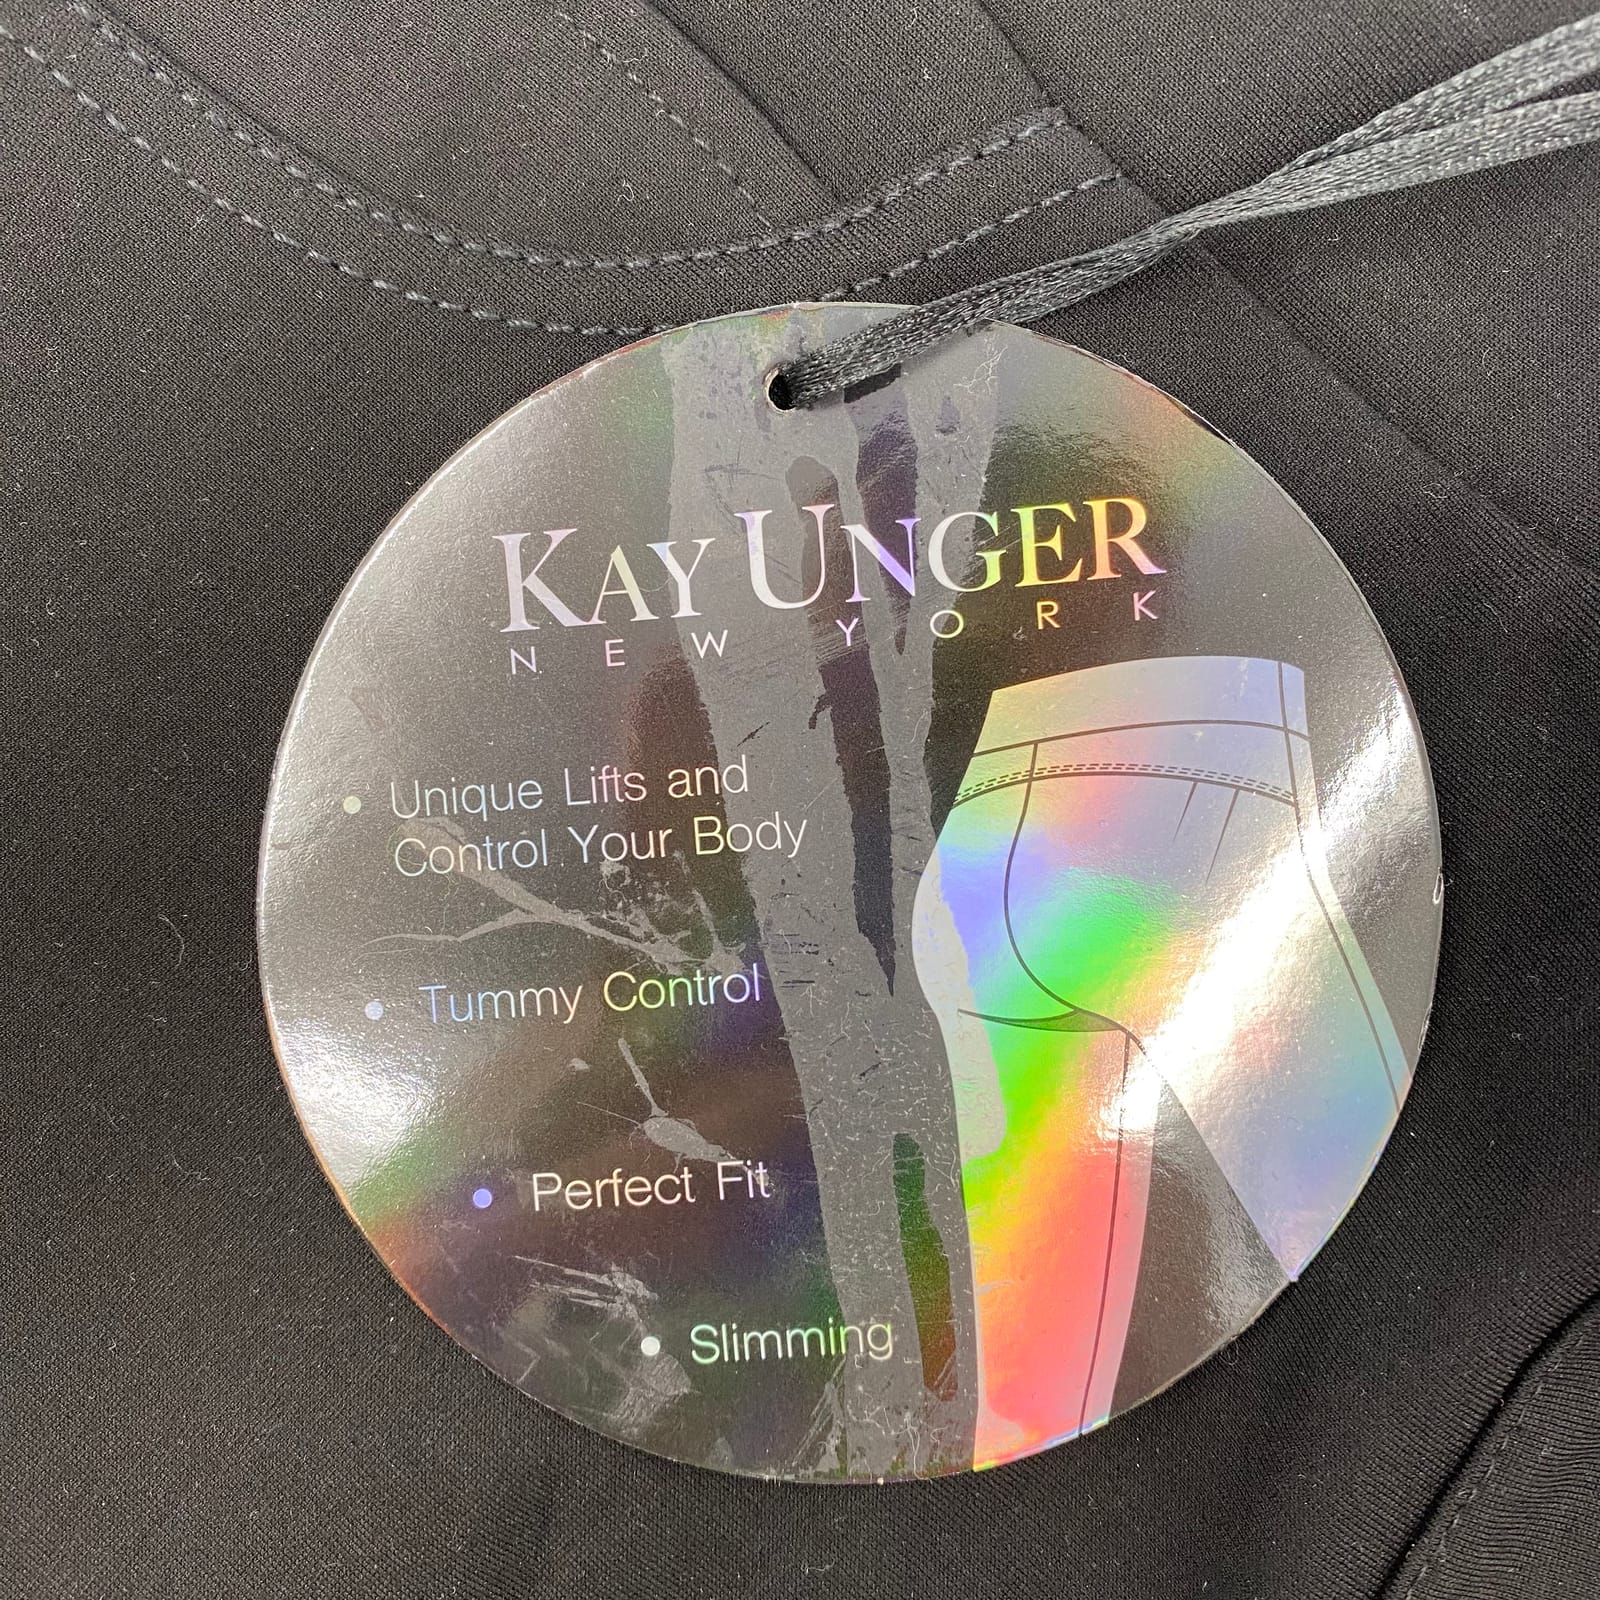 KAY UNGER
NEW YORK
• Unique Lifts and
Control Your Body
• Tummy Control
• Perfect Fit
• Slimming